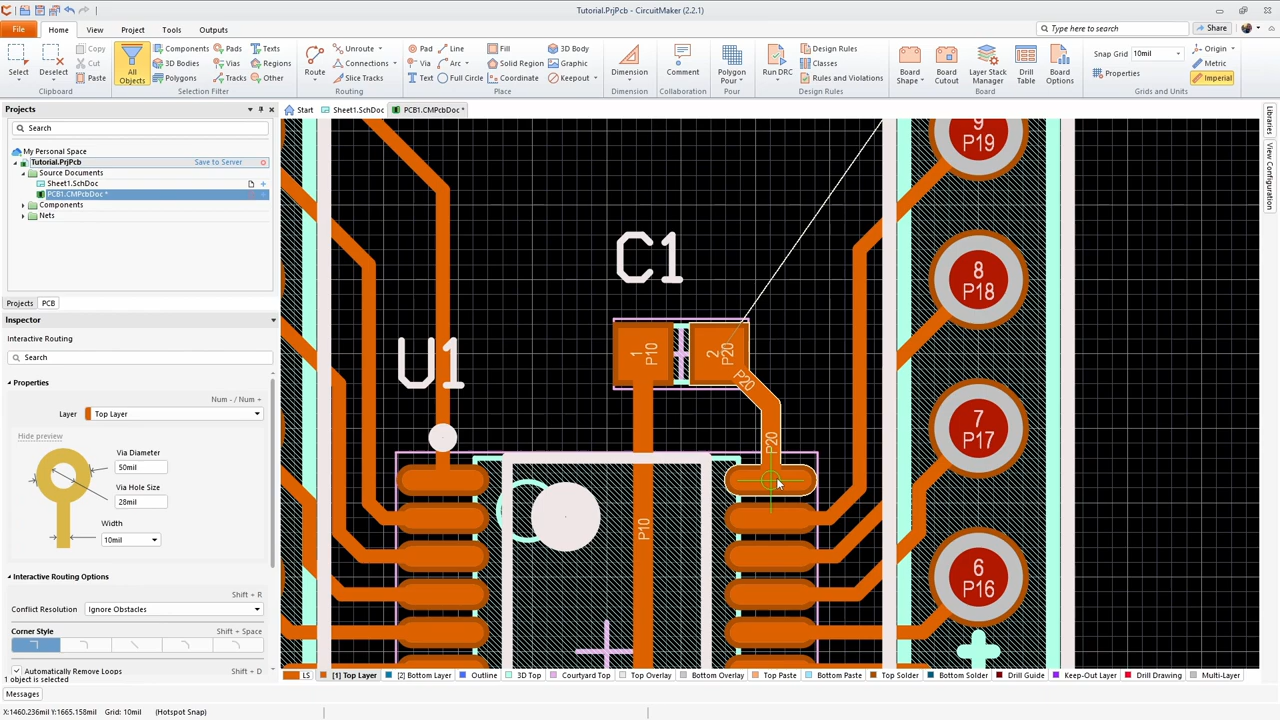 Tutorial.PrjPcb - CircuitMaker (2.2.1)
File Home View Project Tools Outputs
Type here to search Share
Select Deselect Copy Cut Paste
All Objects Components 3D Bodies Polygons Pads Vias Tracks Texts Regions Other
Route Unroute Connections Slide Tracks
Pad Via Text Line Arc Full Circle Fill Solid Region Coordinate 3D Body Graphic Keepout
Dimension Comment Polygon Pour Run DRC Design Rules Classes Rules and Violations
Board Shape Board Cutout Layer Stack Manager Drill Table Board Options
Snap Grid 10mil Properties Origin Metric Imperial
Clipboard Selection Filter Routing Place Dimension Collaboration Pour Design Rules Board Grids and Units
Projects
Start Sheet1.SchDoc PCB1.CMPcbDoc *
Search
My Personal Space
Tutorial.PrjPcb Save to Server
Source Documents
Sheet1.SchDoc
PCB1.CMPcbDoc *
Components
Nets
Projects PCB
Inspector
Interactive Routing
Search
Properties
Num -/ Num +
Layer Top Layer
Hide preview
Via Diameter
50mil
Via Hole Size
28mil
Width
10mil
Interactive Routing Options
Shift + R
Conflict Resolution Ignore Obstacles
Corner Style Shift + Space
Automatically Remove Loops Shift + D
1 object is selected
C1
U1
1
P10
2
P20
P20
P20
P10
9
P19
8
P18
7
P17
6
P16
Libraries
View Configuration
LS [1] Top Layer [2] Bottom Layer Outline 3D Top Courtyard Top Top Overlay Bottom Overlay Top Paste Bottom Paste Top Solder Bottom Solder Drill Guide Keep-Out Layer Drill Drawing Multi-Layer
Messages
X:1460.236mil Y:1665.158mil Grid: 10mil (Hotspot Snap)